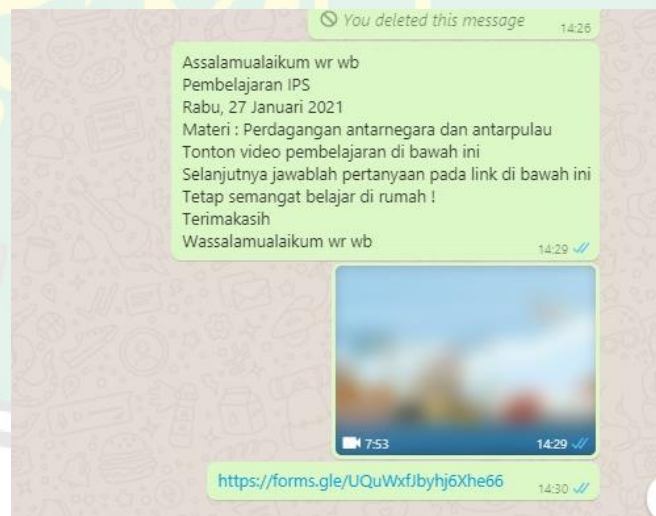 You deleted this message 14:26
Assalamualaikum wr wb
Pembelajaran IPS
Rabu, 27 Januari 2021
Materi : Perdagangan antarnegara dan antarpulau
Tonton video pembelajaran di bawah ini
Selanjutnya jawablah pertanyaan pada link di bawah ini
Tetap semangat belajar di rumah !
Terimakasih
Wassalamualaikum wr wb 14:29
7:53 14:29
https://forms.gle/UQuWxfJbyhj6Xhe66 14:30